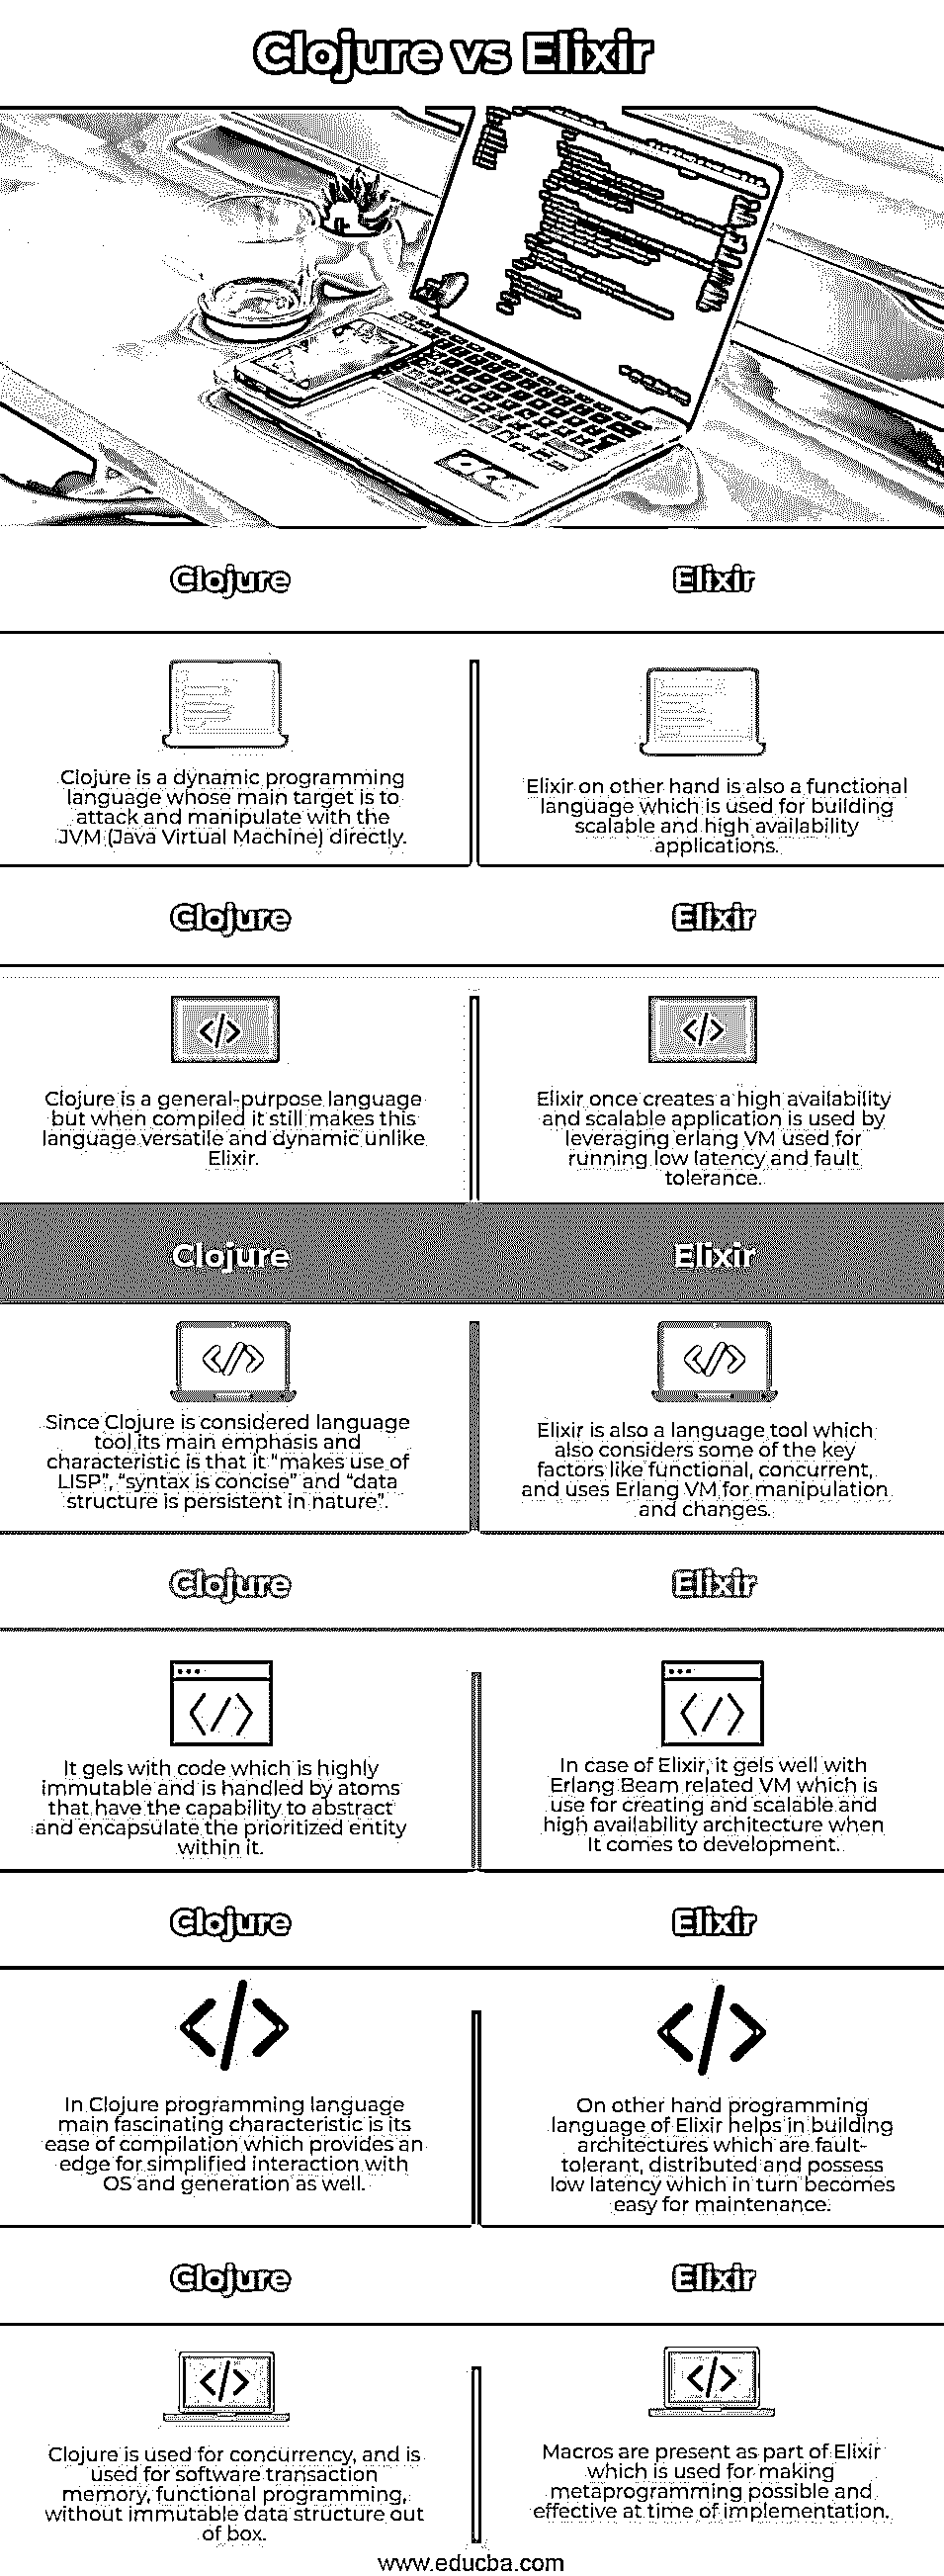 Clojure vs Elixir
Clojure
Elixir
Clojure is a dynamic programming
language whose main target is to
attack and manipulate with the
JVM (Java Virtual Machine) directly.
Elixir on other hand is also a functional
language which is used for building
scalable and high availability
applications.
Clojure
Elixir
Clojure is a general-purpose language
but when compiled it still makes this
language versatile and dynamic unlike
Elixir.
Elixir once creates a high availability
and scalable application is used by
leveraging erlang VM used for
running low latency and fault
tolerance.
Clojure
Elixir
Since Clojure is considered language
tool its main emphasis and
characteristic is that it "makes use of
LISP", "syntax is concise" and "data
structure is persistent in nature".
Elixir is also a language tool which
also considers some of the key
factors like functional, concurrent,
and uses Erlang VM for manipulation
and changes.
Clojure
Elixir
It gels with code which is highly
immutable and is handled by atoms
that have the capability to abstract
and encapsulate the prioritized entity
within it.
In case of Elixir, it gels well with
Erlang Beam related VM which is
use for creating and scalable and
high availability architecture when
It comes to development.
Clojure
Elixir
In Clojure programming language
main fascinating characteristic is its
ease of compilation which provides an
edge for simplified interaction with
OS and generation as well.
On other hand programming
language of Elixir helps in building
architectures which are fault-
tolerant, distributed and possess
low latency which in turn becomes
easy for maintenance.
Clojure
Elixir
Clojure is used for concurrency, and is
used for software transaction
memory, functional programming,
without immutable data structure out
of box.
Macros are present as part of Elixir
which is used for making
metaprogramming possible and
effective at time of implementation.
www.educba.com